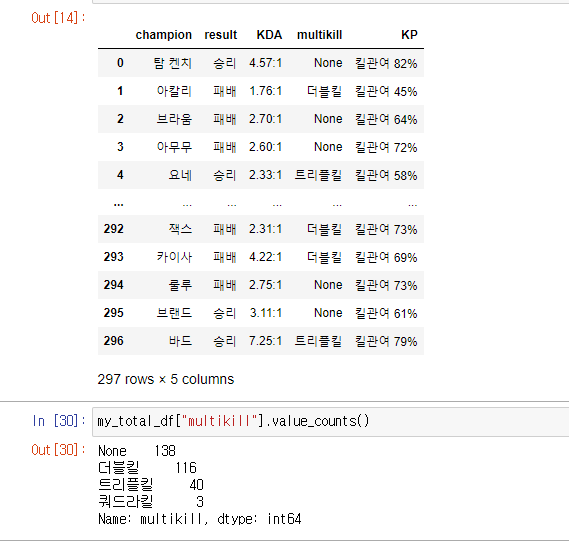 Out[14]:
champion result KDA multikill KP
0 탐 켄치 승리 4.57:1 None 킬관여 82%
1 아칼리 패배 1.76:1 더블킬 킬관여 45%
2 브라움 패배 2.70:1 None 킬관여 64%
3 아무무 패배 2.60:1 None 킬관여 72%
4 요네 승리 2.33:1 트리플킬 킬관여 58%
... ... ... ... ... ...
292 잭스 패배 2.31:1 더블킬 킬관여 73%
293 카이사 패배 4.22:1 더블킬 킬관여 69%
294 룰루 패배 2.75:1 None 킬관여 73%
295 브랜드 승리 3.11:1 None 킬관여 61%
296 바드 승리 7.25:1 트리플킬 킬관여 79%
297 rows × 5 columns
In [30]: my_total_df["multikill"].value_counts()
Out[30]: None 138
더블킬 116
트리플킬 40
쿼드라킬 3
Name: multikill, dtype: int64